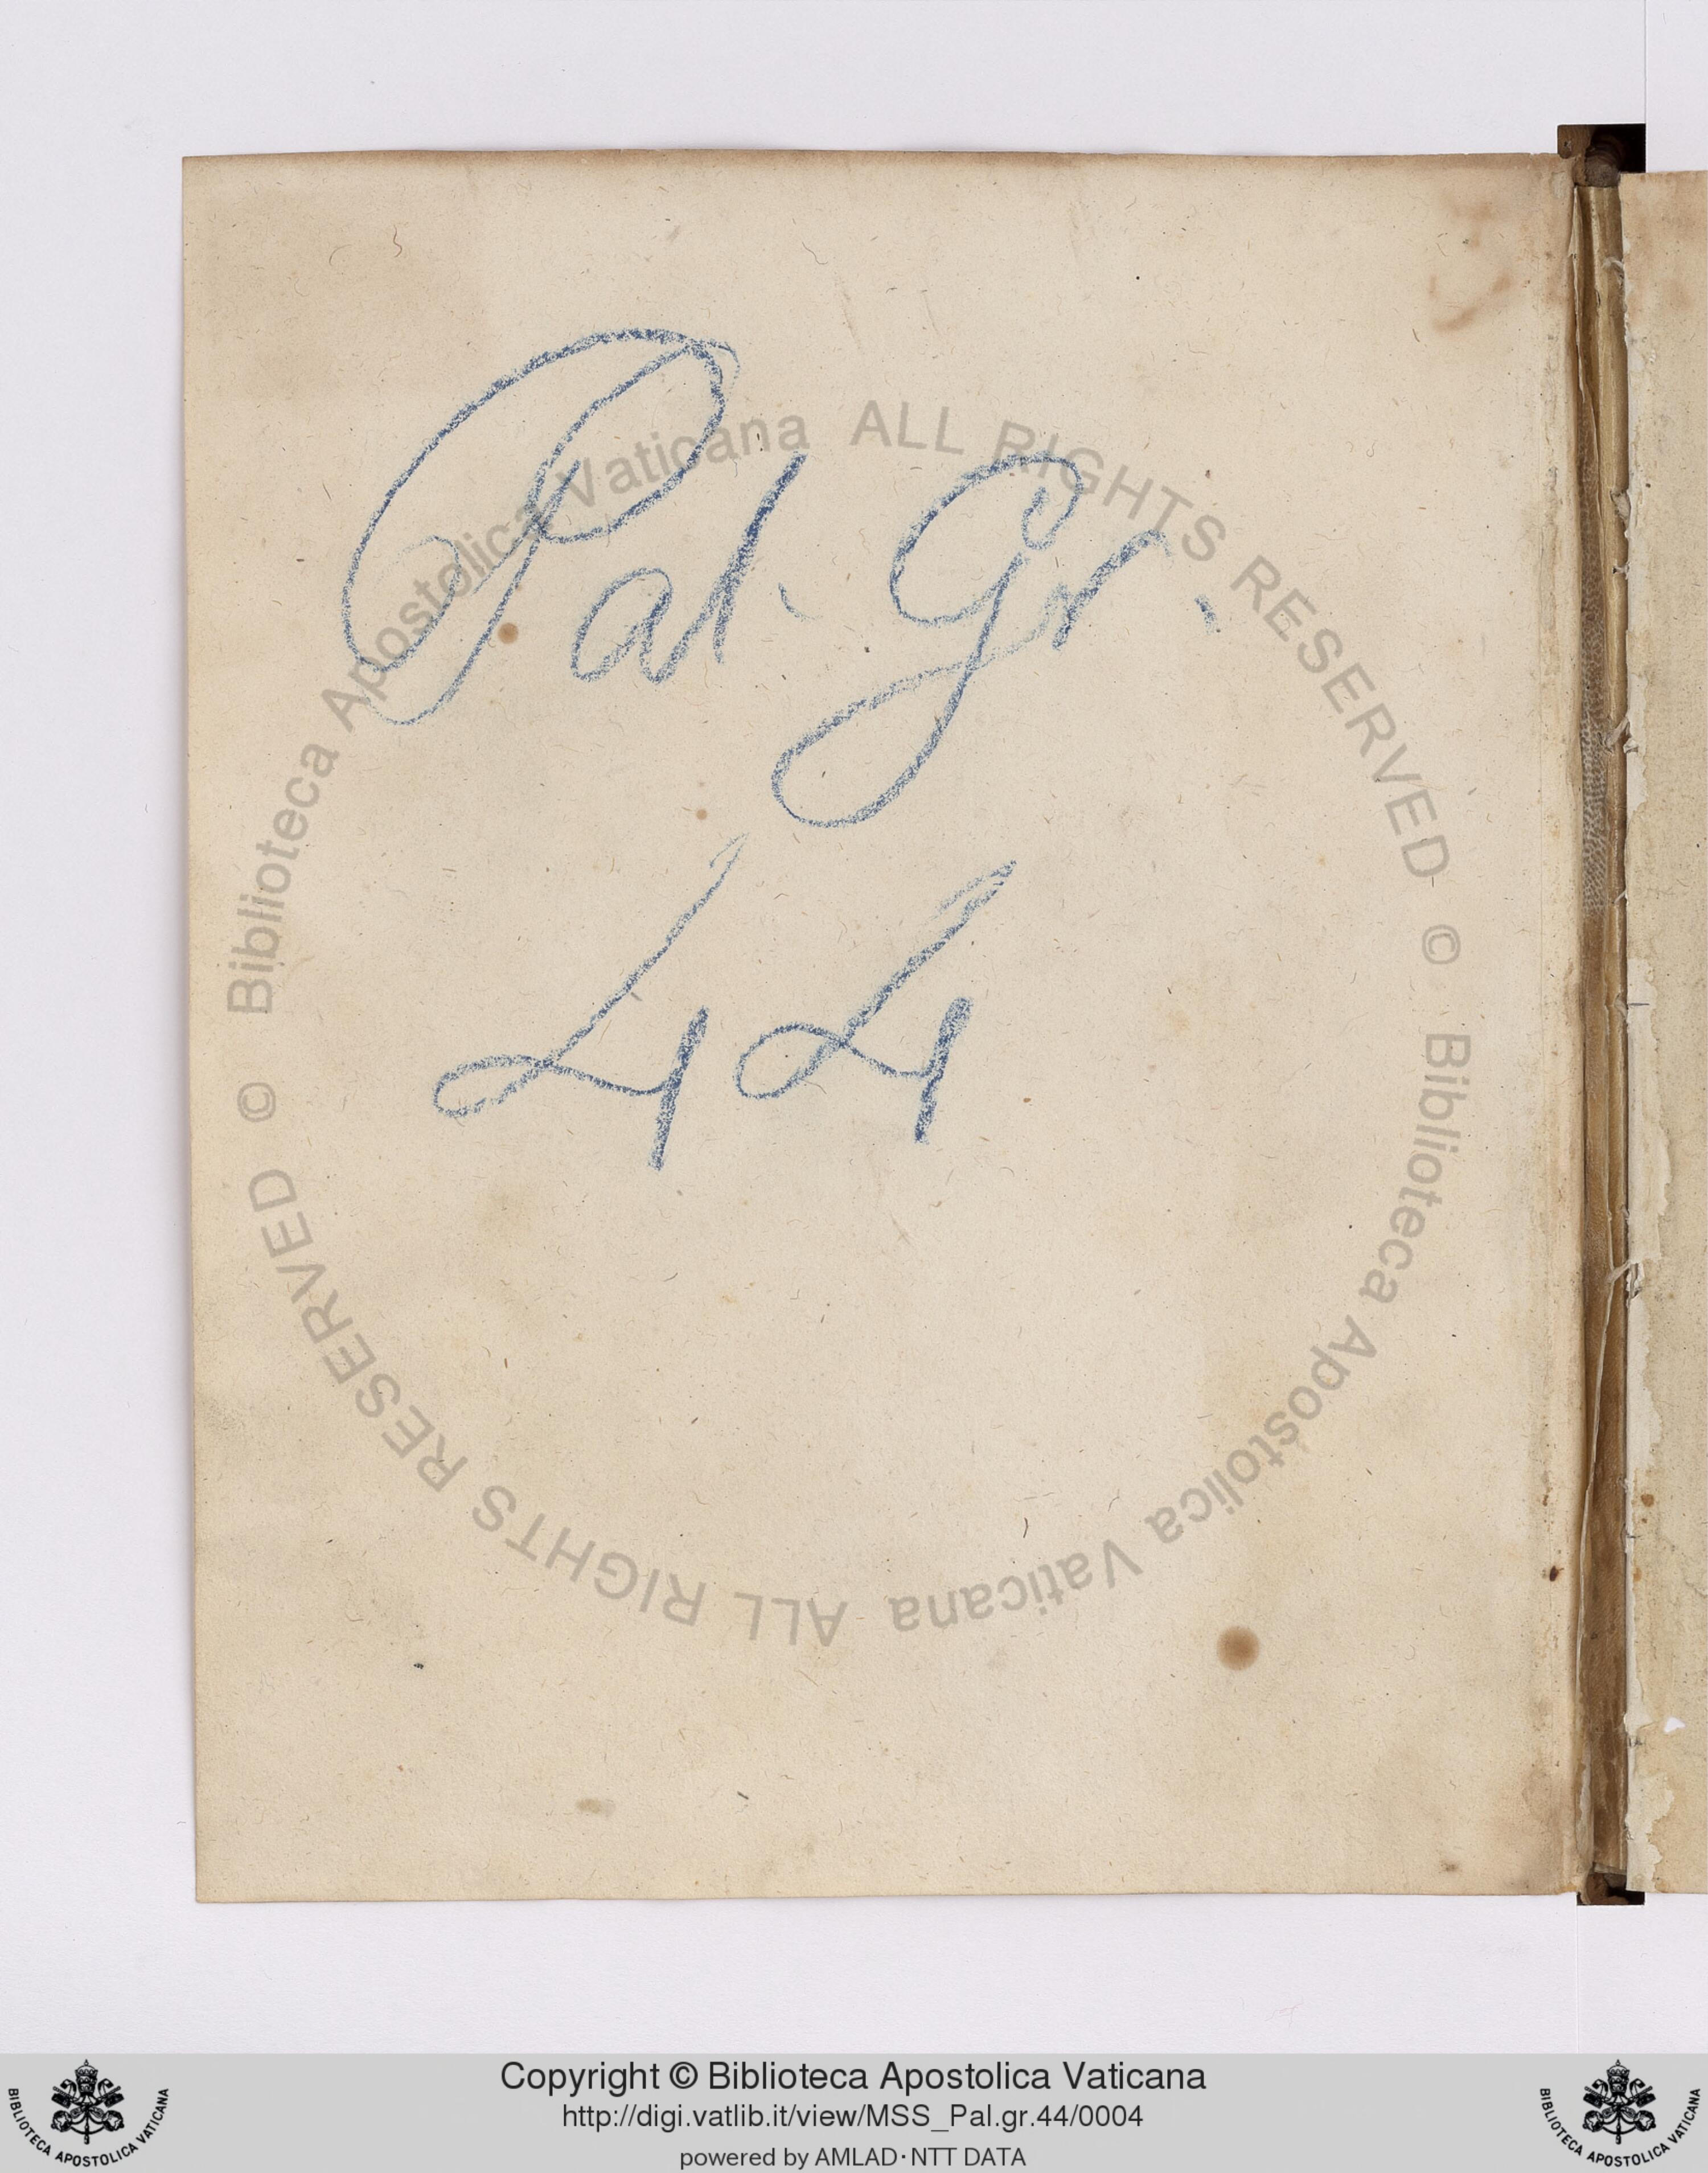 Pal. Gr.
44
© Biblioteca Apostolica Vaticana ALL RIGHTS RESERVED © Biblioteca Apostolica Vaticana ALL RIGHTS RESERVED
Copyright © Biblioteca Apostolica Vaticana
http://digi.vatlib.it/view/MSS_Pal.gr.44/0004
powered by AMLAD·NTT DATA
BIBLIOTECA APOSTOLICA VATICANA
BIBLIOTECA APOSTOLICA VATICANA